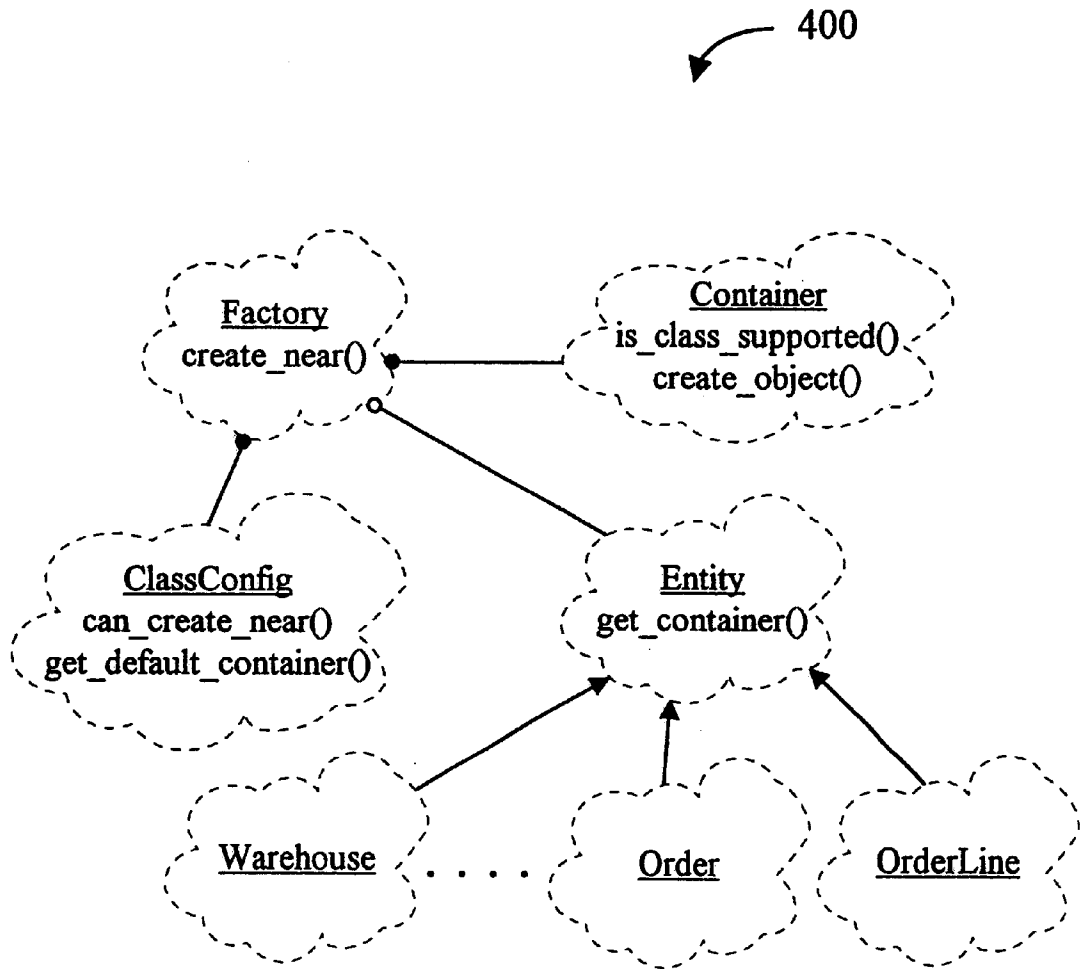 400
Factory
create_near()
Container
is_class_supported()
create_object()
ClassConfig
can_create_near()
get_default_container()
Entity
get_container()
Warehouse
. . . .
Order
OrderLine